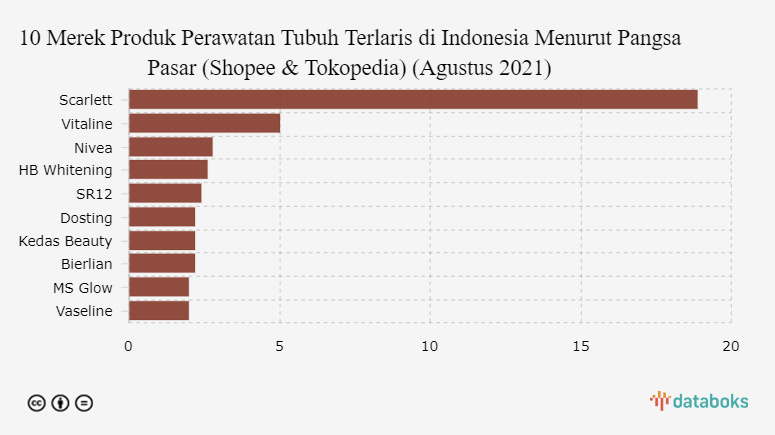 10 Merek Produk Perawatan Tubuh Terlaris di Indonesia Menurut Pangsa
Pasar (Shopee & Tokopedia) (Agustus 2021)
Scarlett
Vitaline
Nivea
HB Whitening
SR12
Dosting
Kedas Beauty
Bierlian
MS Glow
Vaseline
0 5 10 15 20
cc
databoks